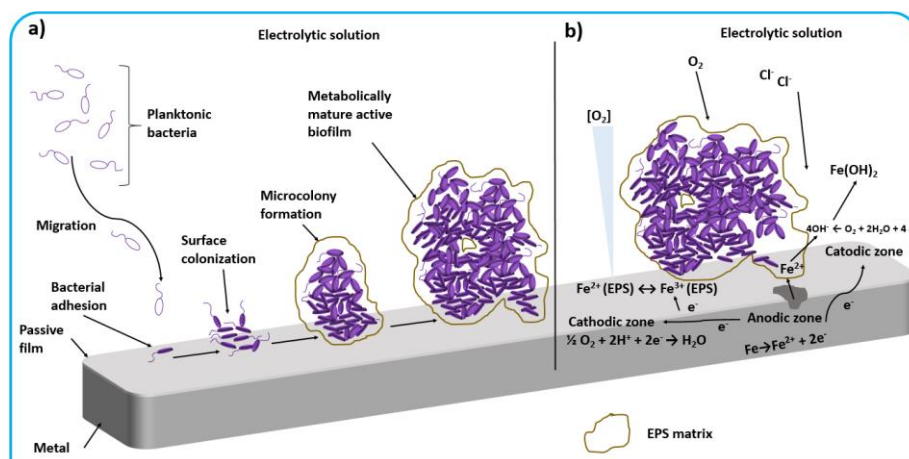 a)
Electrolytic solution
Planktonic
bacteria
Migration
Bacterial
adhesion
Passive
film
Metal
Surface
colonization
Microcolony
formation
Metabolically
mature active
biofilm
b)
Electrolytic solution
O₂
Cl⁻ Cl⁻
[O₂]
Fe(OH)₂
4OH⁻ ← O₂ + 2H₂O + 4
Catodic zone
Fe²⁺
Fe²⁺ (EPS) ↔ Fe³⁺ (EPS)
e⁻
e⁻
e⁻
Cathodic zone
½ O₂ + 2H⁺ + 2e⁻ → H₂O
Anodic zone
Fe→Fe²⁺ + 2e⁻
EPS matrix